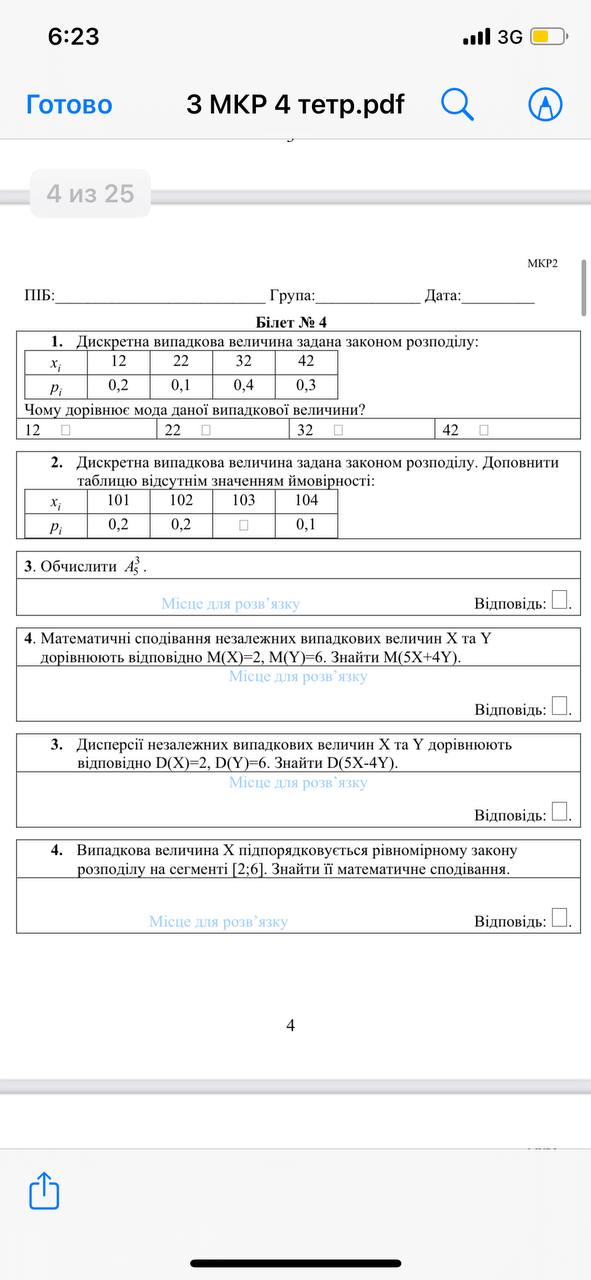 6:23
3G
Готово
3 МКР 4 тетр.pdf
4 из 25
МКР2
ПІБ:__________________________ Група:_____________ Дата:_________
Білет № 4
1. Дискретна випадкова величина задана законом розподілу:
xi 12 22 32 42
pi 0,2 0,1 0,4 0,3
Чому дорівнює мода даної випадкової величини?
12 □ 22 □ 32 □ 42 □
2. Дискретна випадкова величина задана законом розподілу. Доповнити
таблицю відсутнім значенням ймовірності:
xi 101 102 103 104
pi 0,2 0,2 □ 0,1
3. Обчислити A₅³ .
Місце для розв’язку Відповідь: □.
4. Математичні сподівання незалежних випадкових величин X та Y
дорівнюють відповідно M(X)=2, M(Y)=6. Знайти M(5X+4Y).
Місце для розв’язку
Відповідь: □.
3. Дисперсії незалежних випадкових величин X та Y дорівнюють
відповідно D(X)=2, D(Y)=6. Знайти D(5X-4Y).
Місце для розв’язку
Відповідь: □.
4. Випадкова величина X підпорядковується рівномірному закону
розподілу на сегменті [2;6]. Знайти її математичне сподівання.
Місце для розв’язку Відповідь: □.
4